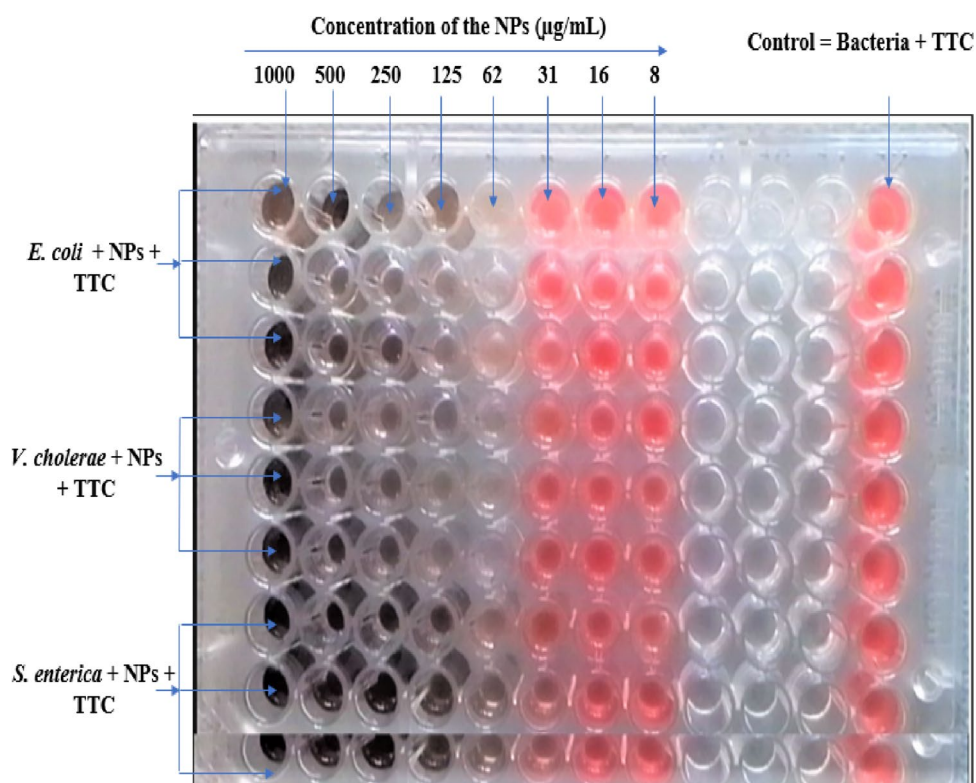 Concentration of the NPs (µg/mL)
Control = Bacteria + TTC
1000 500 250 125 62 31 16 8
E. coli + NPs +
TTC
V. cholerae + NPs
+ TTC
S. enterica + NPs +
TTC